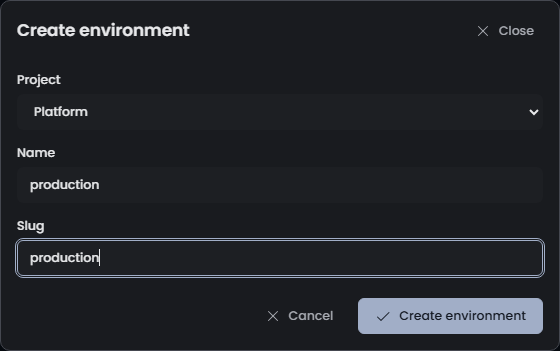 Create environment
Close
Project
Platform
Name
production
Slug
production
Cancel
Create environment